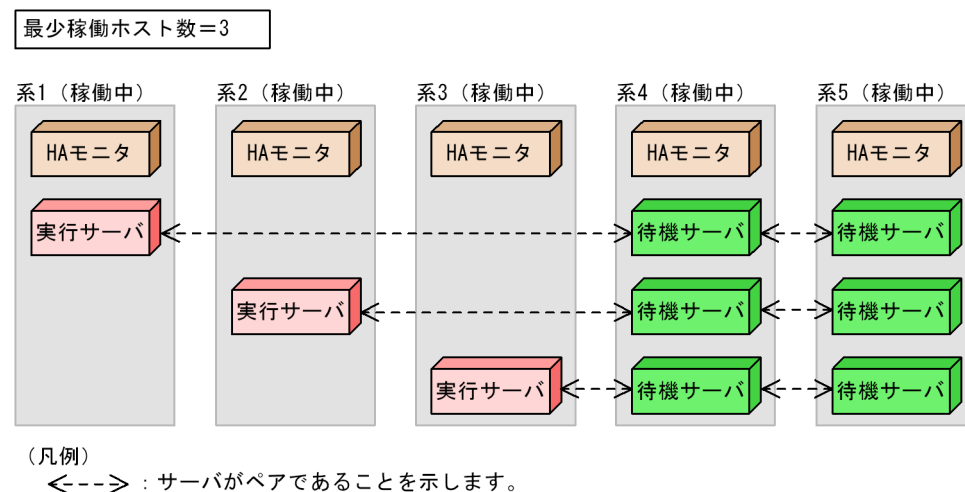 最少稼働ホスト数＝3
系1（稼働中） 系2（稼働中） 系3（稼働中） 系4（稼働中） 系5（稼働中）
HAモニタ HAモニタ HAモニタ HAモニタ HAモニタ
実行サーバ 待機サーバ 待機サーバ
実行サーバ 待機サーバ 待機サーバ
実行サーバ 待機サーバ 待機サーバ
（凡例）
：サーバがペアであることを示します。